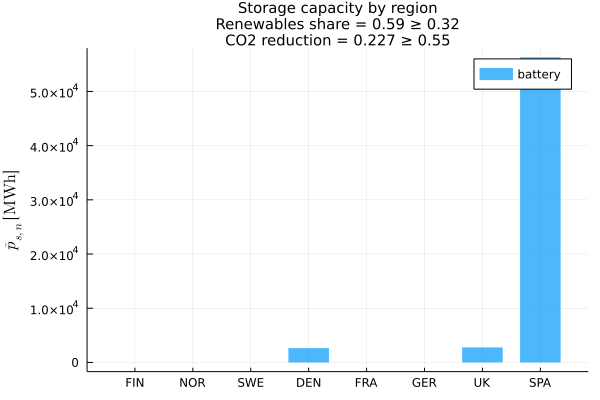 Storage capacity by region
Renewables share = 0.59 ≥ 0.32
CO2 reduction = 0.227 ≥ 0.55
battery
p̄ₛ,ₙ [MWh]
5.0×10⁴
4.0×10⁴
3.0×10⁴
2.0×10⁴
1.0×10⁴
0
FIN NOR SWE DEN FRA GER UK SPA